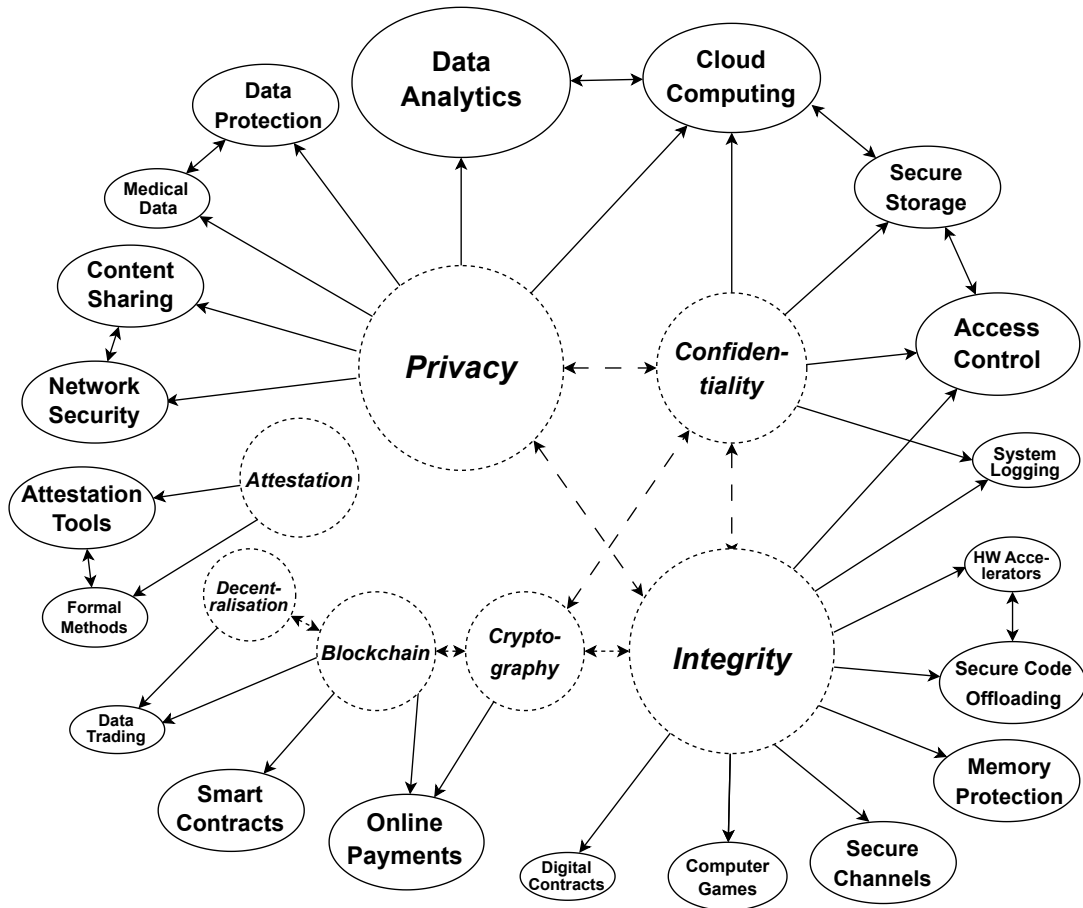 Data
Analytics
Cloud
Computing
Data
Protection
Medical
Data
Secure
Storage
Content
Sharing
Access
Control
Privacy
Confiden-
tiality
Network
Security
System
Logging
Attestation
Attestation
Tools
HW Acce-
lerators
Formal
Methods
Decent-
ralisation
Blockchain
Crypto-
graphy
Integrity
Secure Code
Offloading
Data
Trading
Memory
Protection
Smart
Contracts
Online
Payments
Digital
Contracts
Computer
Games
Secure
Channels